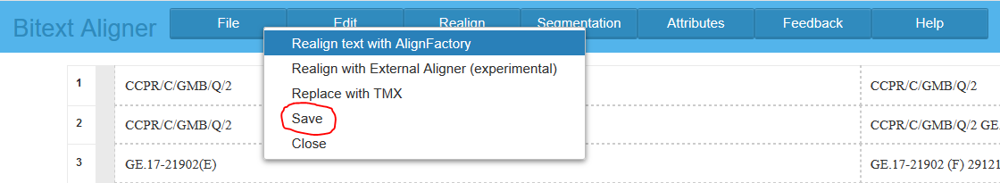 Bitext Aligner File Edit Realign Segmentation Attributes Feedback Help
Realign text with AlignFactory
Realign with External Aligner (experimental)
Replace with TMX
Save
Close
1 CCPR/C/GMB/Q/2 CCPR/C/GMB/Q/2
2 CCPR/C/GMB/Q/2 CCPR/C/GMB/Q/2 GE.
3 GE.17-21902(E) GE.17-21902 (F) 29121